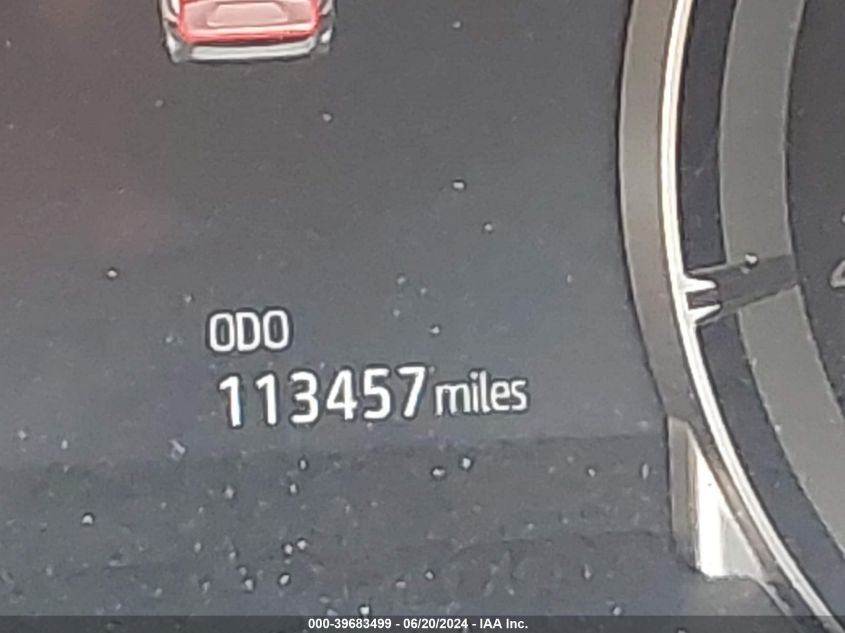 ODO
113457 miles
000-39683499 - 06/20/2024 - IAA Inc.